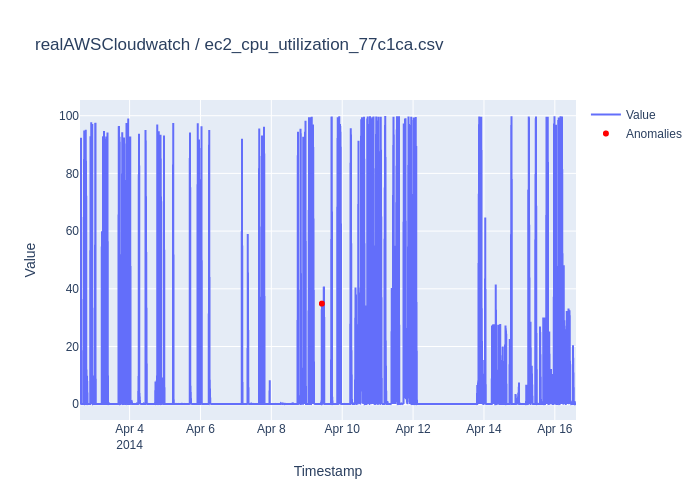 realAWSCloudwatch / ec2_cpu_utilization_77c1ca.csv
Value
Anomalies
100
80
60
40
20
0
Value
Apr 4
2014
Apr 6
Apr 8
Apr 10
Apr 12
Apr 14
Apr 16
Timestamp